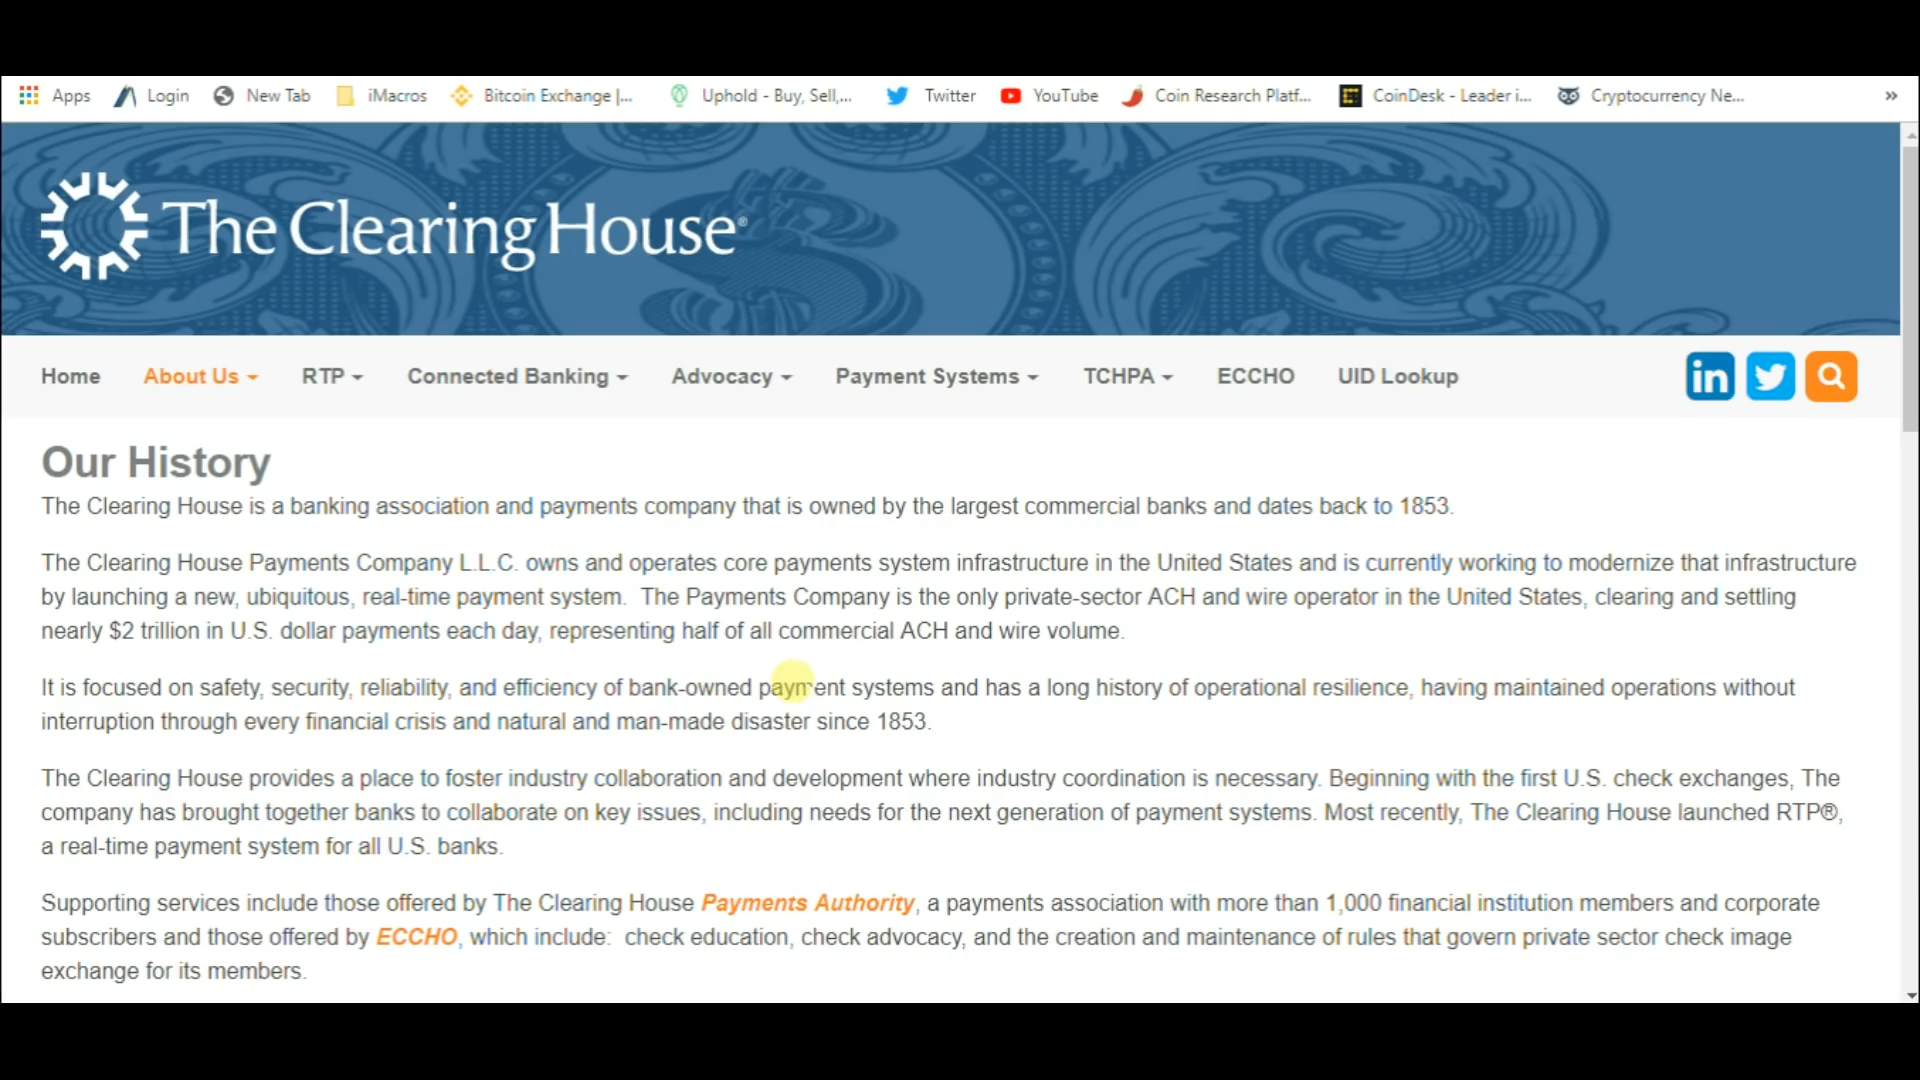 Apps Login New Tab iMacros Bitcoin Exchange |... Uphold - Buy, Sell,... Twitter YouTube Coin Research Platf... CoinDesk - Leader i... Cryptocurrency Ne... »
The Clearing House®
Home About Us RTP Connected Banking Advocacy Payment Systems TCHPA ECCHO UID Lookup in
Our History
The Clearing House is a banking association and payments company that is owned by the largest commercial banks and dates back to 1853.
The Clearing House Payments Company L.L.C. owns and operates core payments system infrastructure in the United States and is currently working to modernize that infrastructure
by launching a new, ubiquitous, real-time payment system. The Payments Company is the only private-sector ACH and wire operator in the United States, clearing and settling
nearly $2 trillion in U.S. dollar payments each day, representing half of all commercial ACH and wire volume.
It is focused on safety, security, reliability, and efficiency of bank-owned payment systems and has a long history of operational resilience, having maintained operations without
interruption through every financial crisis and natural and man-made disaster since 1853.
The Clearing House provides a place to foster industry collaboration and development where industry coordination is necessary. Beginning with the first U.S. check exchanges, The
company has brought together banks to collaborate on key issues, including needs for the next generation of payment systems. Most recently, The Clearing House launched RTP®,
a real-time payment system for all U.S. banks.
Supporting services include those offered by The Clearing House Payments Authority, a payments association with more than 1,000 financial institution members and corporate
subscribers and those offered by ECCHO, which include: check education, check advocacy, and the creation and maintenance of rules that govern private sector check image
exchange for its members.